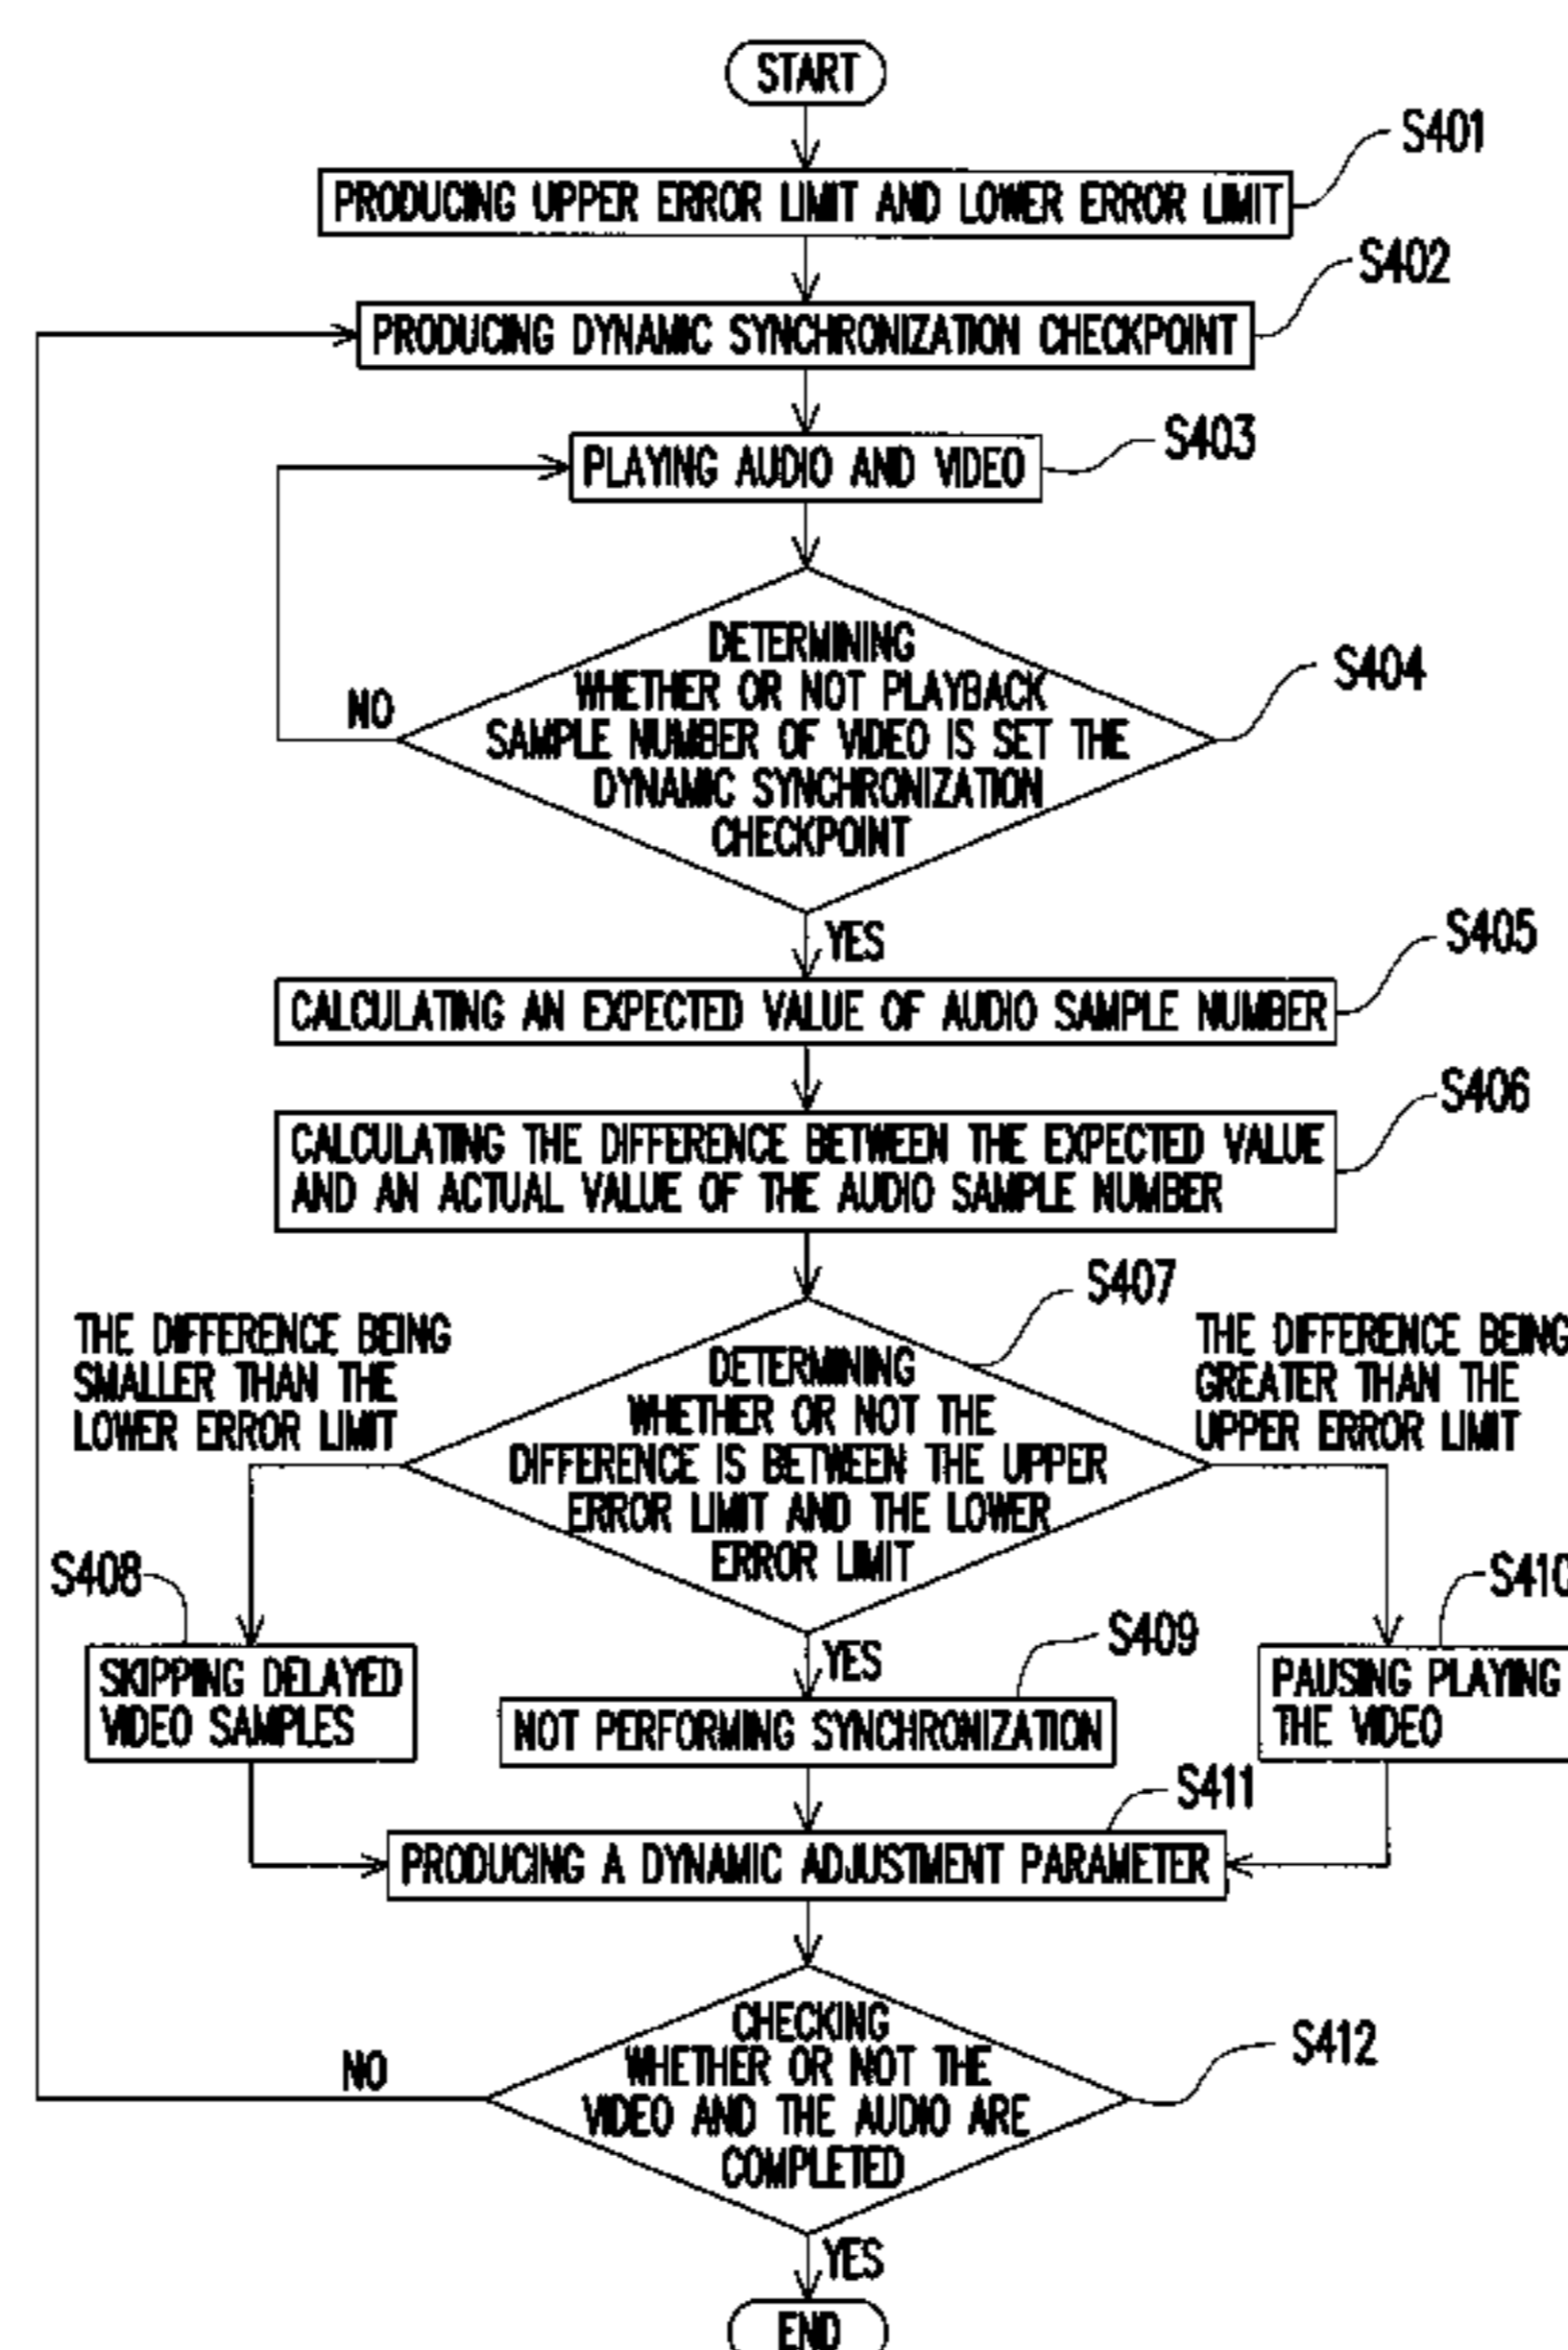 START
S401
PRODUCING UPPER ERROR LIMIT AND LOWER ERROR LIMIT
S402
PRODUCING DYNAMIC SYNCHRONIZATION CHECKPOINT
S403
PLAYING AUDIO AND VIDEO
DETERMINING
WHETHER OR NOT PLAYBACK
SAMPLE NUMBER OF VIDEO IS SET THE
DYNAMIC SYNCHRONIZATION
CHECKPOINT
S404
NO
YES
S405
CALCULATING AN EXPECTED VALUE OF AUDIO SAMPLE NUMBER
S406
CALCULATING THE DIFFERENCE BETWEEN THE EXPECTED VALUE
AND AN ACTUAL VALUE OF THE AUDIO SAMPLE NUMBER
S407
THE DIFFERENCE BEING
SMALLER THAN THE
LOWER ERROR LIMIT
DETERMINING
WHETHER OR NOT THE
DIFFERENCE IS BETWEEN THE UPPER
ERROR LIMIT AND THE LOWER
ERROR LIMIT
THE DIFFERENCE BEING
GREATER THAN THE
UPPER ERROR LIMIT
S408
SKIPPING DELAYED
VIDEO SAMPLES
YES
S409
NOT PERFORMING SYNCHRONIZATION
S410
PAUSING PLAYING
THE VIDEO
S411
PRODUCING A DYNAMIC ADJUSTMENT PARAMETER
CHECKING
WHETHER OR NOT THE
VIDEO AND THE AUDIO ARE
COMPLETED
S412
NO
YES
END